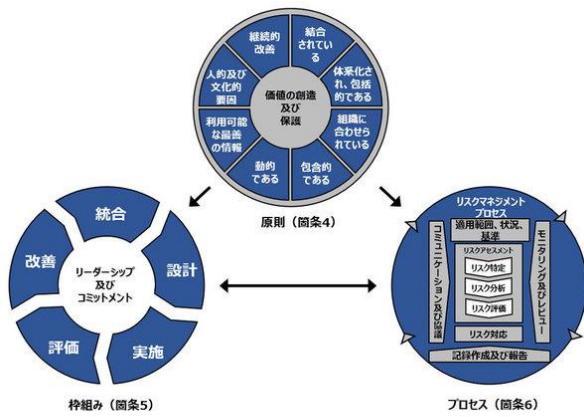 継続的
改善
結合
されている
体系化さ
れ、包括
的である
組織に
合わせら
れている
包含的で
ある
動的
である
利用可能
な最善
の情報
人的及び
文化的
要因
価値の創造
及び
保護
原則（箇条4）
統合
設計
実施
評価
改善
リーダーシップ
及び
コミットメント
枠組み（箇条5）
リスクマネジメント
プロセス
適用範囲、状況、
基準
コミュニケーション及び協議
リスクアセスメント
リスク特定
リスク分析
リスク評価
モニタリング及びレビュー
リスク対応
記録作成及び報告
プロセス（箇条6）